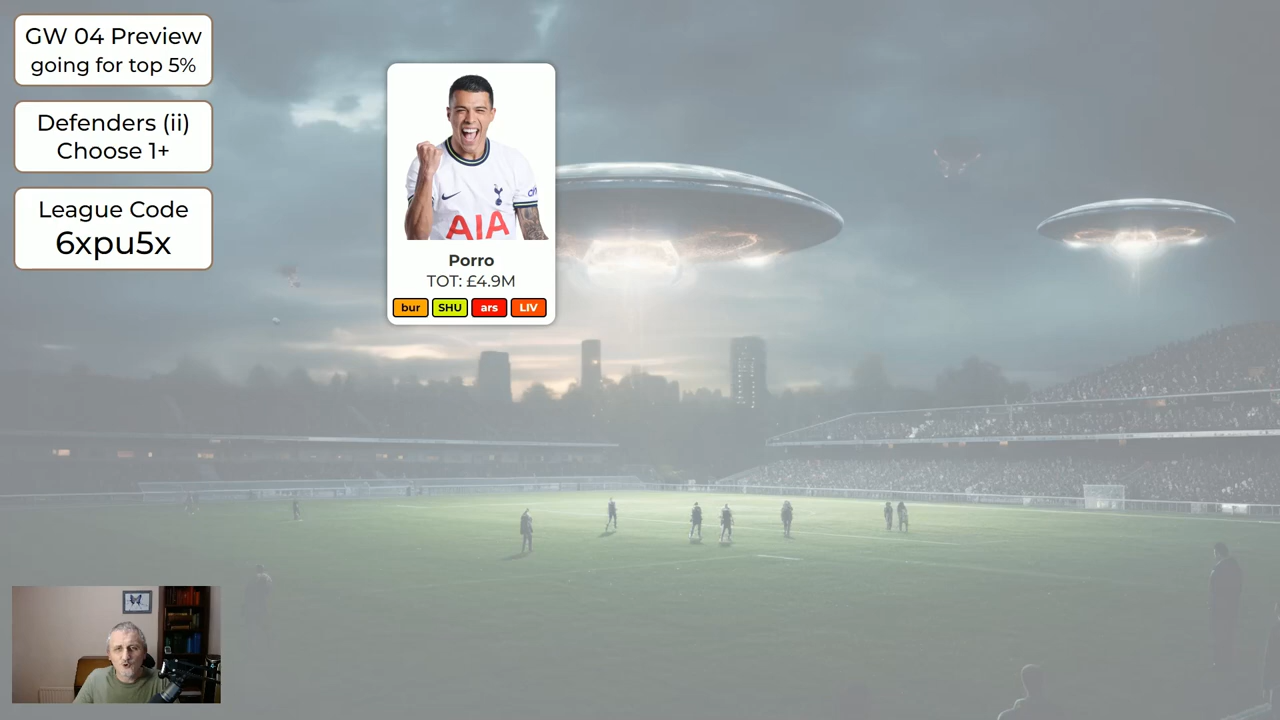 GW 04 Preview
going for top 5%
Defenders (ii)
Choose 1+
League Code
6xpu5x
AIA
Porro
TOT: £4.9M
bur SHU ars LIV